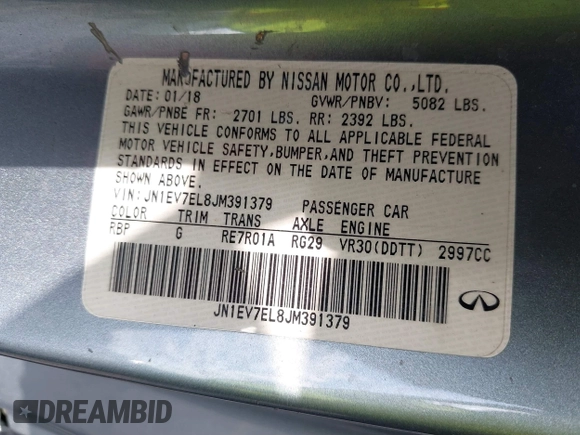 MANUFACTURED BY NISSAN MOTOR CO.,LTD.
DATE: 01/18 GVWR/PNBV: 5082 LBS.
GAWR/PNBE FR: 2701 LBS. RR: 2392 LBS.
THIS VEHICLE CONFORMS TO ALL APPLICABLE FEDERAL
MOTOR VEHICLE SAFETY,BUMPER,AND THEFT PREVENTION
STANDARDS IN EFFECT ON THE DATE OF MANUFACTURE
SHOWN ABOVE.
VIN:JN1EV7EL8JM391379 PASSENGER CAR
COLOR TRIM TRANS AXLE ENGINE
RBP G RE7R01A RG29 VR30(DDTT) 2997CC
JN1EV7EL8JM391379
DREAMBID